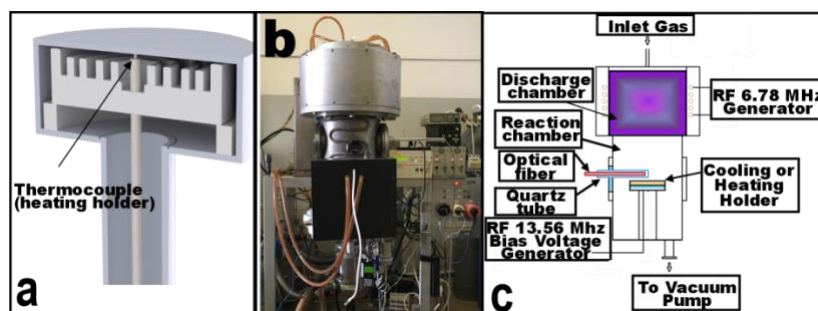 a
Thermocouple
(heating holder)
b
c
Inlet Gas
Discharge
chamber
Reaction
chamber
Optical
fiber
Quartz
tube
RF 13.56 Mhz
Bias Voltage
Generator
RF 6.78 MHz
Generator
Cooling or
Heating
Holder
To Vacuum
Pump